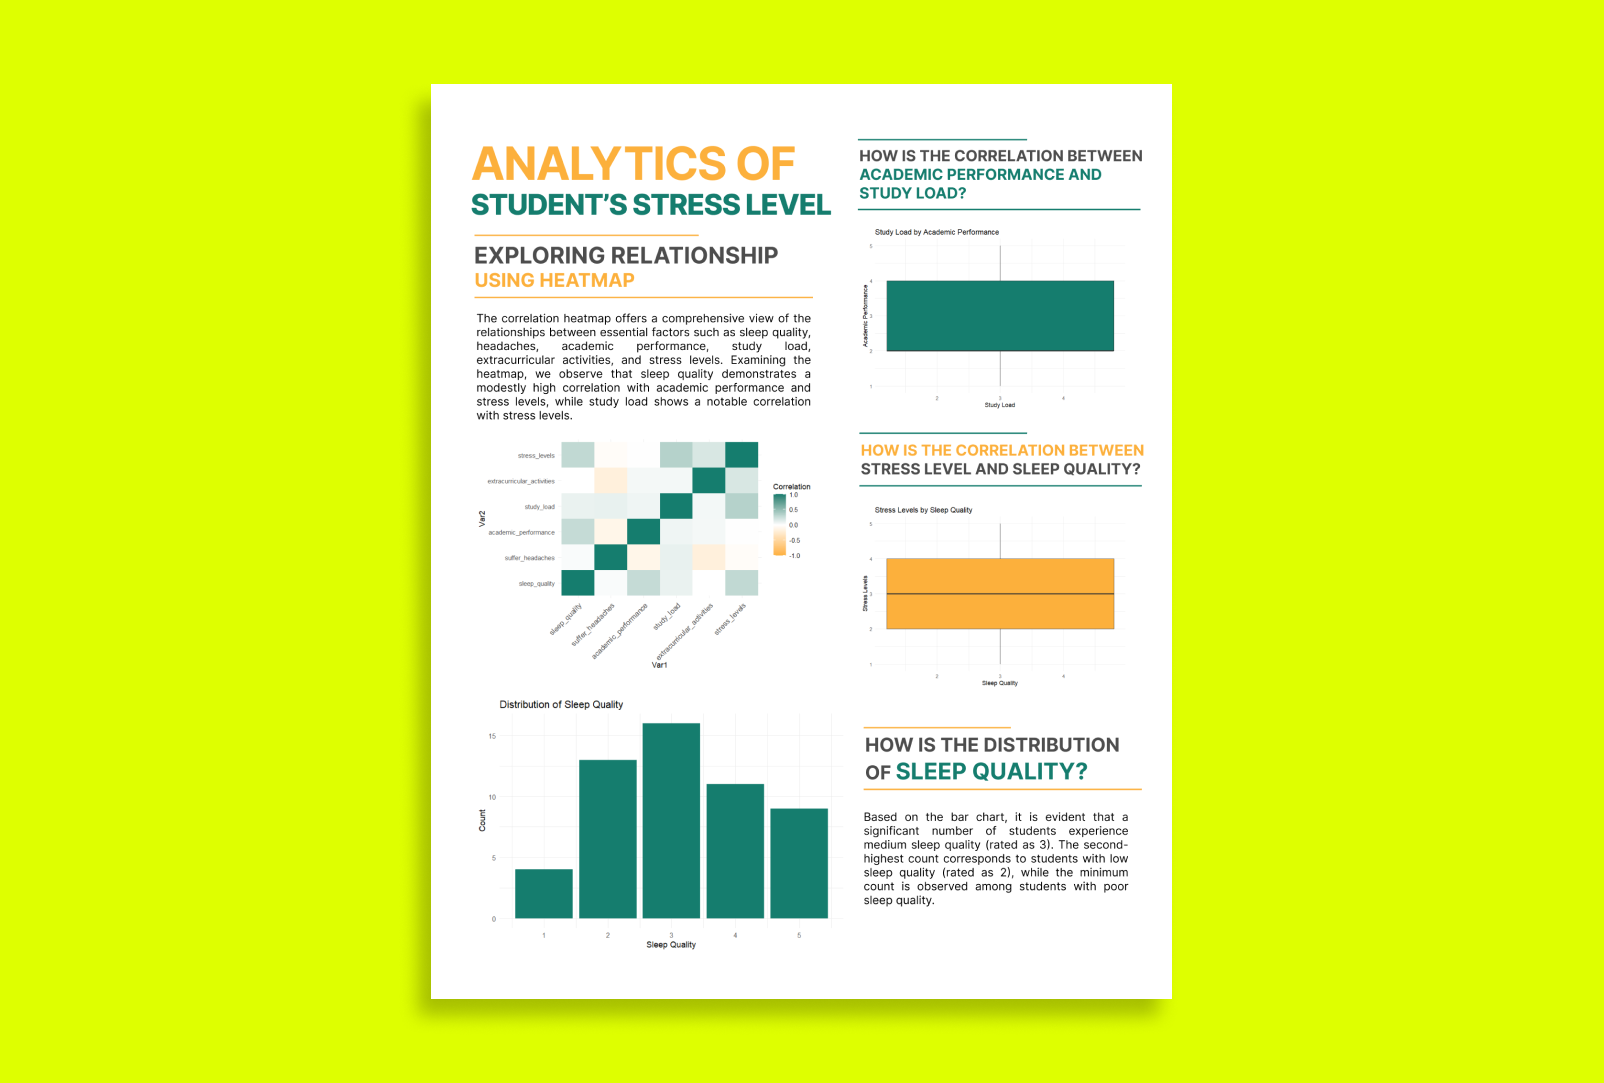 ANALYTICS OF
STUDENT'S STRESS LEVEL
EXPLORING RELATIONSHIP
USING HEATMAP
The correlation heatmap offers a comprehensive view of the
relationships between essential factors such as sleep quality,
headaches, academic performance, study load,
extracurricular activities, and stress levels. Examining the
heatmap, we observe that sleep quality demonstrates a
modestly high correlation with academic performance and
stress levels, while study load shows a notable correlation
with stress levels.
stress_levels
extracurricular_activities
study_load
academic_performance
suffer_headaches
sleep_quality
Var2
sleep_quality
suffer_headaches
academic_performance
study_load
extracurricular_activities
stress_levels
Var1
Correlation
1.0
0.5
0.0
-0.5
-1.0
Distribution of Sleep Quality
15
10
5
0
Count
1 2 3 4 5
Sleep Quality
HOW IS THE CORRELATION BETWEEN
ACADEMIC PERFORMANCE AND
STUDY LOAD?
Study Load by Academic Performance
5
4
3
2
1
Academic Performance
2 3 4
Study Load
HOW IS THE CORRELATION BETWEEN
STRESS LEVEL AND SLEEP QUALITY?
Stress Levels by Sleep Quality
5
4
3
2
1
Stress Levels
2 3 4
Sleep Quality
HOW IS THE DISTRIBUTION
OF SLEEP QUALITY?
Based on the bar chart, it is evident that a
significant number of students experience
medium sleep quality (rated as 3). The second-
highest count corresponds to students with low
sleep quality (rated as 2), while the minimum
count is observed among students with poor
sleep quality.